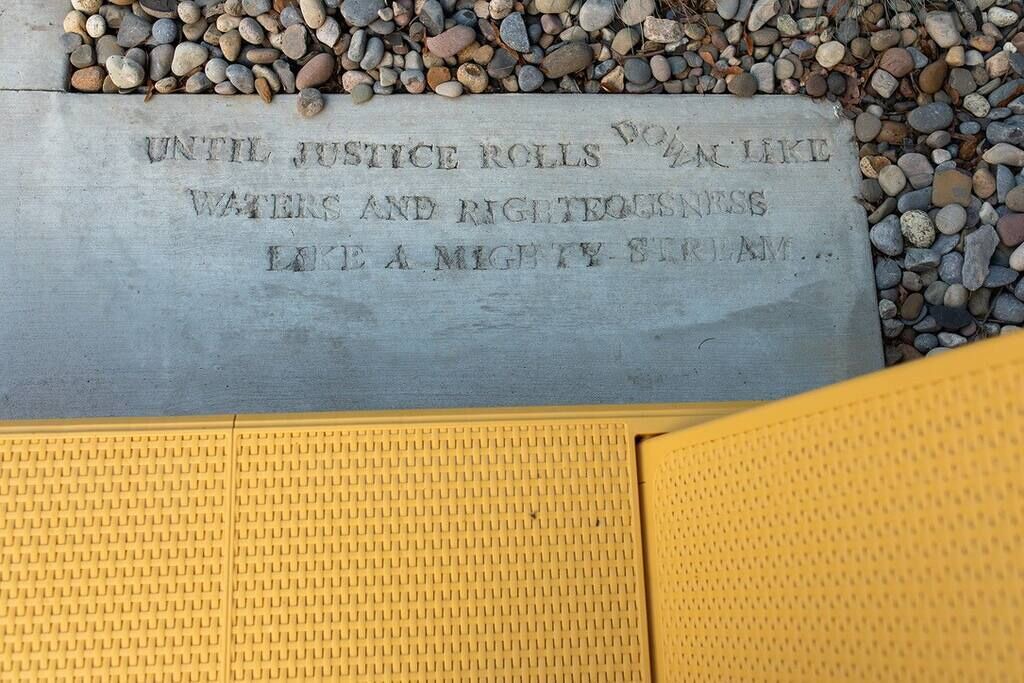 UNTIL JUSTICE ROLLS DOWN LIKE
WATERS AND RIGHTEOUSNESS
LIKE A MIGHTY STREAM...